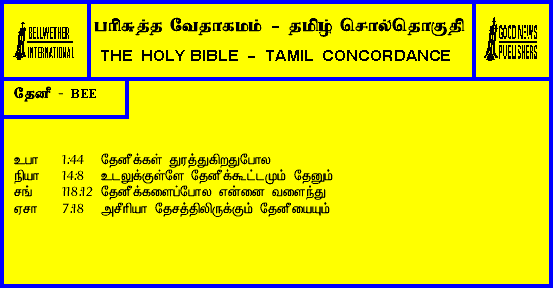 BELLWETHER
INTERNATIONAL
பரிசுத்த வேதாகமம் - தமிழ் சொல்தொகுதி
THE HOLY BIBLE - TAMIL CONCORDANCE
GOOD NEWS
PUBLISHERS
தேனீ - BEE
உபா 1:44 தேனீக்கள் துரத்துகிறதுபோல
நியா 14:8 உடலுக்குள்ளே தேனீக்கூட்டமும் தேனும்
சங் 118:12 தேனீக்களைப்போல என்னை வளைந்து
ஏசா 7:18 அசீரியா தேசத்திலிருக்கும் தேனீயையும்